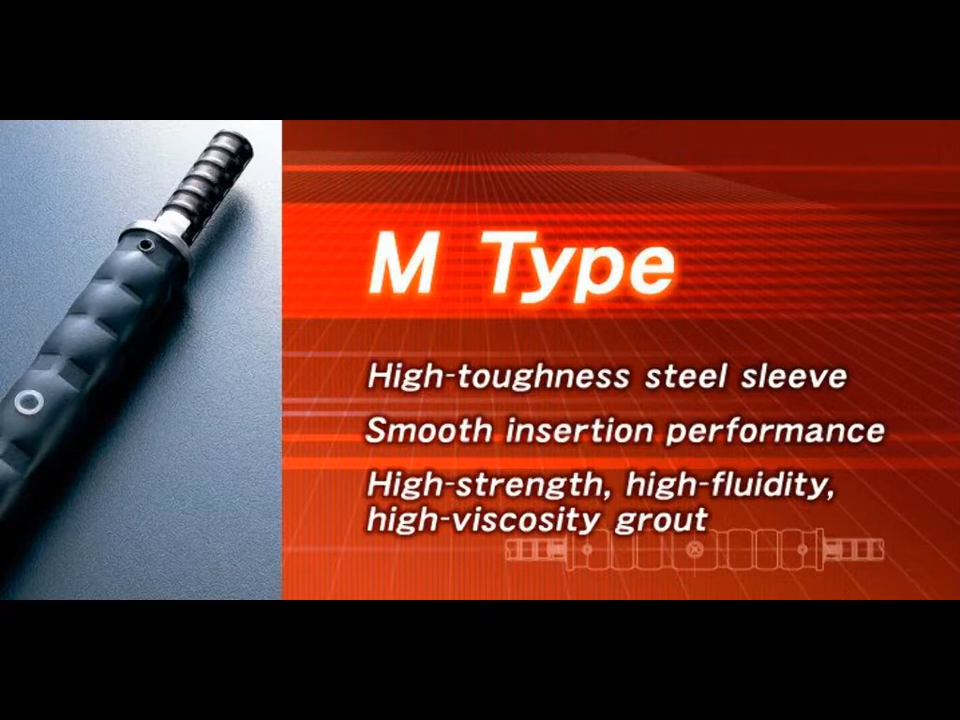 M Type
High-toughness steel sleeve
Smooth insertion performance
High-strength, high-fluidity,
high-viscosity grout